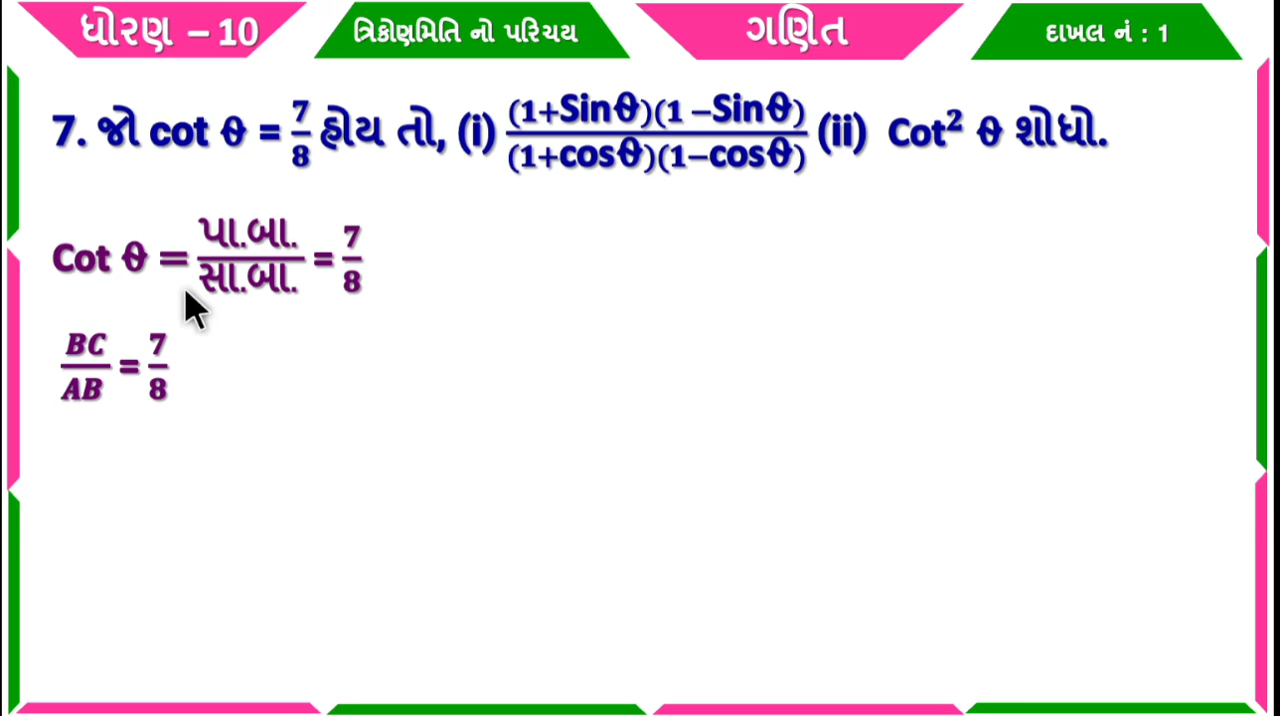 ધોરણ – 10
ત્રિકોણમિતિ નો પરિચય
ગણિત
દાખલ નં : 1
7. જો cot θ = 7/8 હોય તો, (i) (1+Sinθ)(1 –Sinθ)/(1+cosθ)(1–cosθ) (ii) Cot² θ શોધો.
Cot θ = પા.બા./સા.બા. = 7/8
BC/AB = 7/8